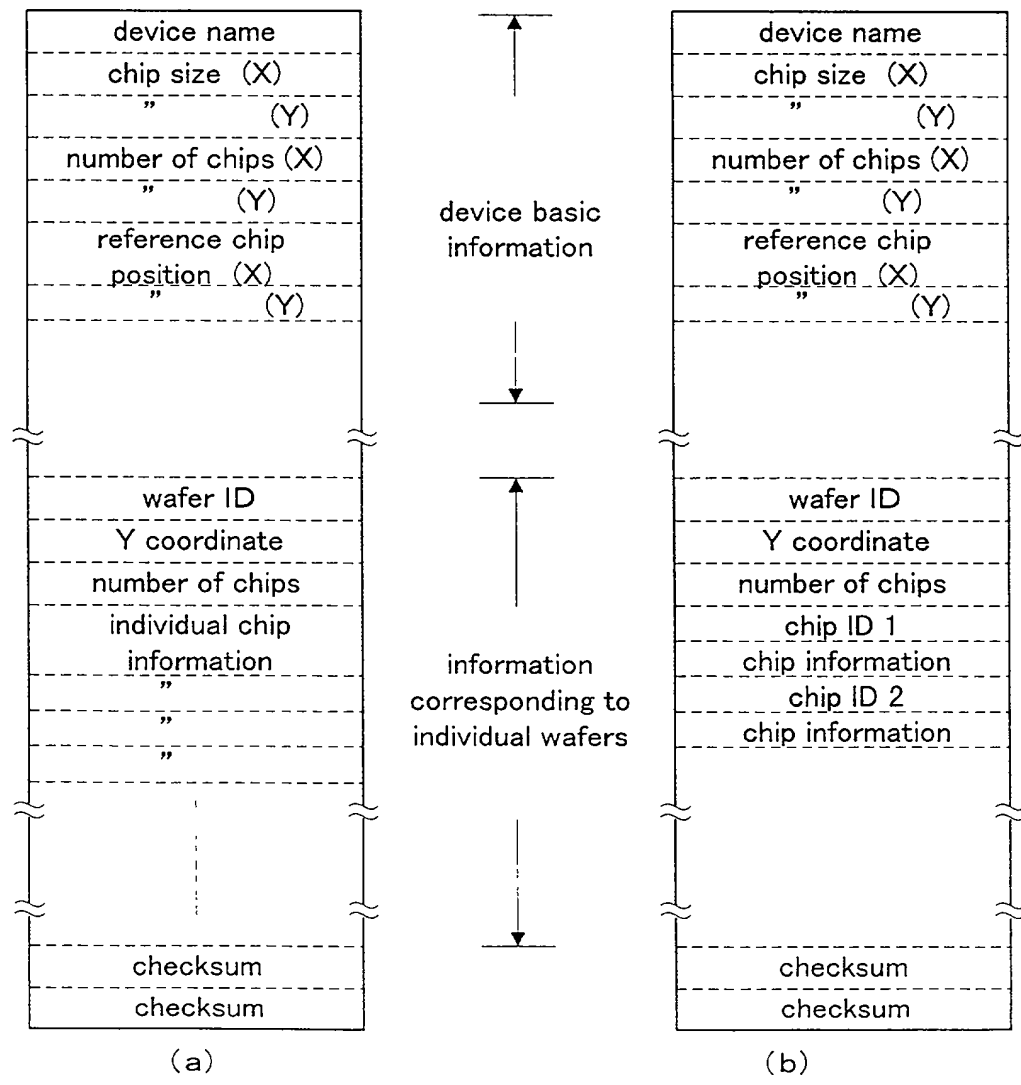 device name
chip size (X)
” (Y)
number of chips (X)
” (Y)
reference chip
position (X)
” (Y)
wafer ID
Y coordinate
number of chips
individual chip
information
”
”
”
checksum
checksum
(a)
device basic
information
information
corresponding to
individual wafers
device name
chip size (X)
” (Y)
number of chips (X)
” (Y)
reference chip
position (X)
” (Y)
wafer ID
Y coordinate
number of chips
chip ID 1
chip information
chip ID 2
chip information
checksum
checksum
(b)